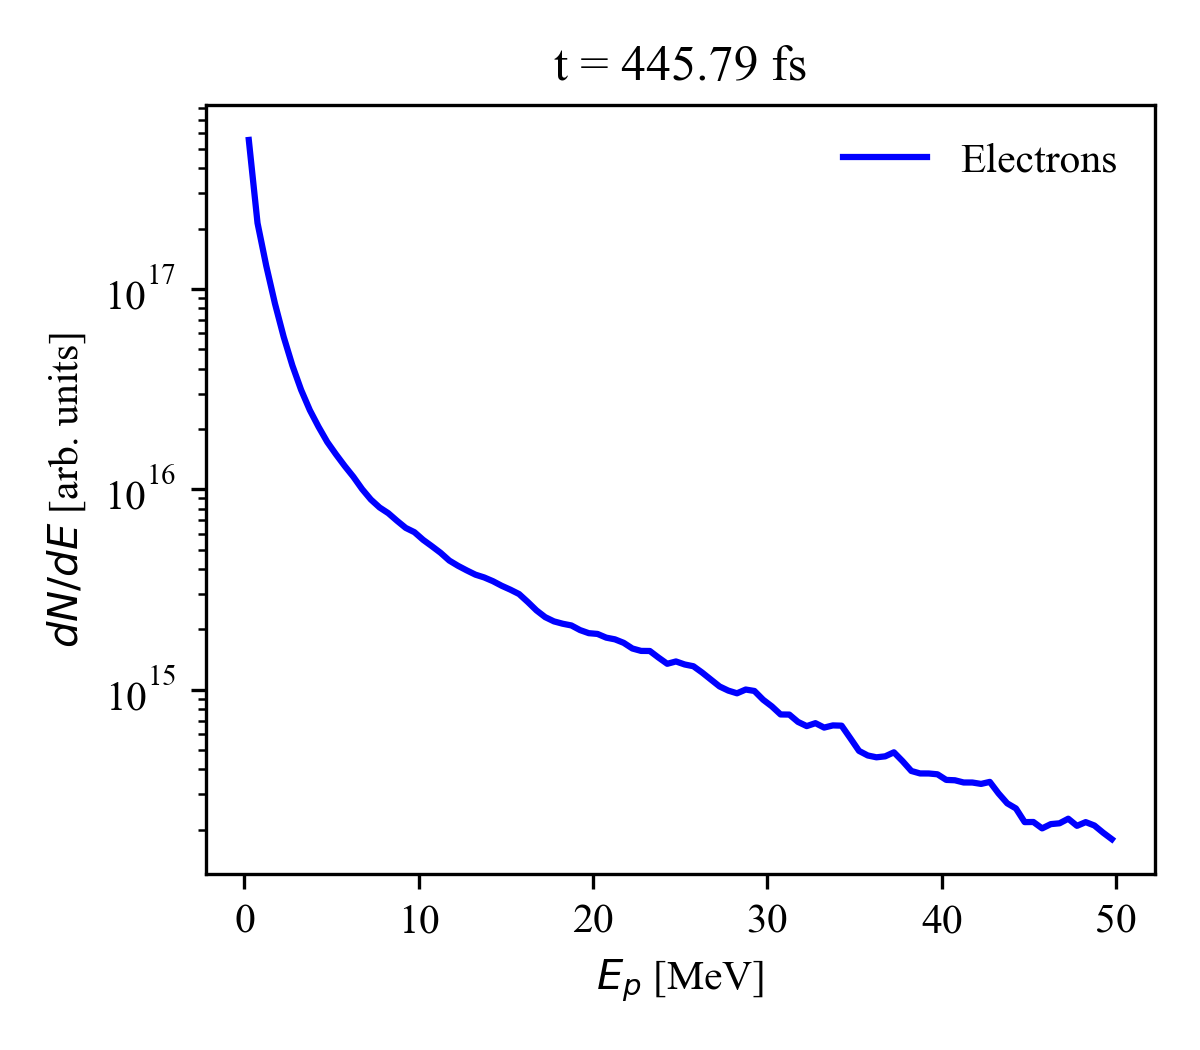 t = 445.79 fs
Electrons
10^17
10^16
10^15
dN/dE [arb. units]
0 10 20 30 40 50
E_p [MeV]